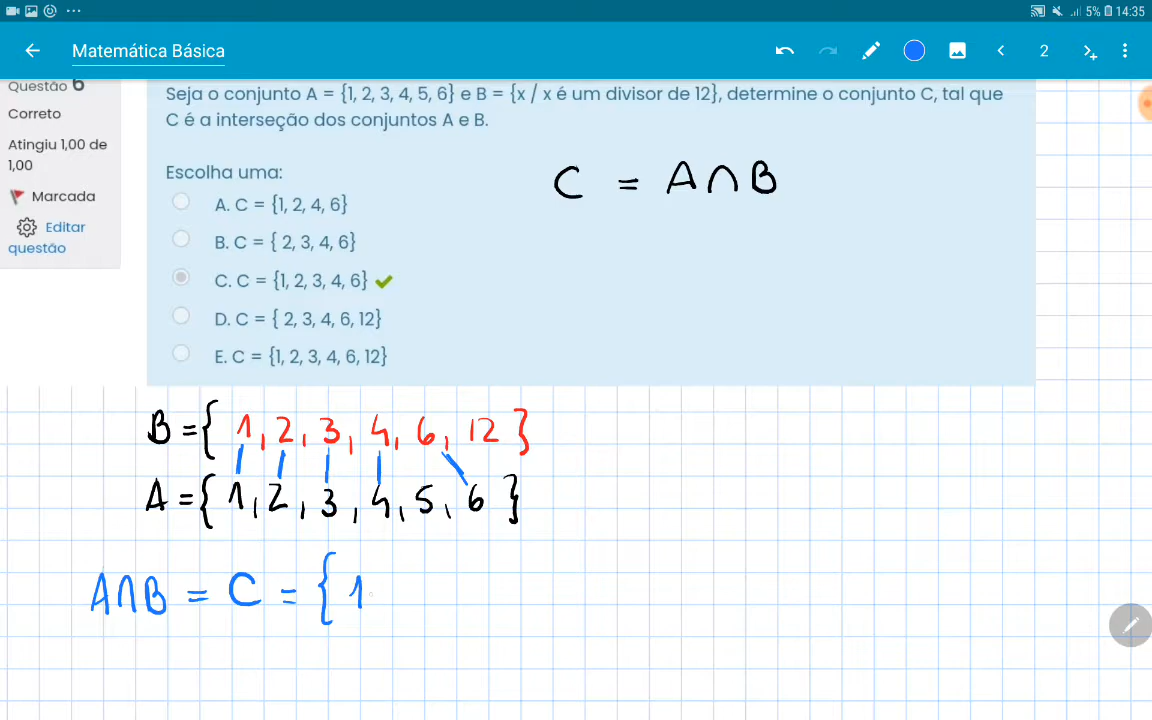 5% 14:35
Matemática Básica
2
Questão 6
Correto
Atingiu 1,00 de
1,00
Marcada
Editar
questão
Seja o conjunto A = {1, 2, 3, 4, 5, 6} e B = {x / x é um divisor de 12}, determine o conjunto C, tal que
C é a interseção dos conjuntos A e B.
Escolha uma:
A. C = {1, 2, 4, 6}
B. C = { 2, 3, 4, 6}
C. C = {1, 2, 3, 4, 6}
D. C = { 2, 3, 4, 6, 12}
E. C = {1, 2, 3, 4, 6, 12}
C = A∩B
B = { 1, 2, 3, 4, 6, 12 }
A = { 1, 2, 3, 4, 5, 6 }
A∩B = C = { 1